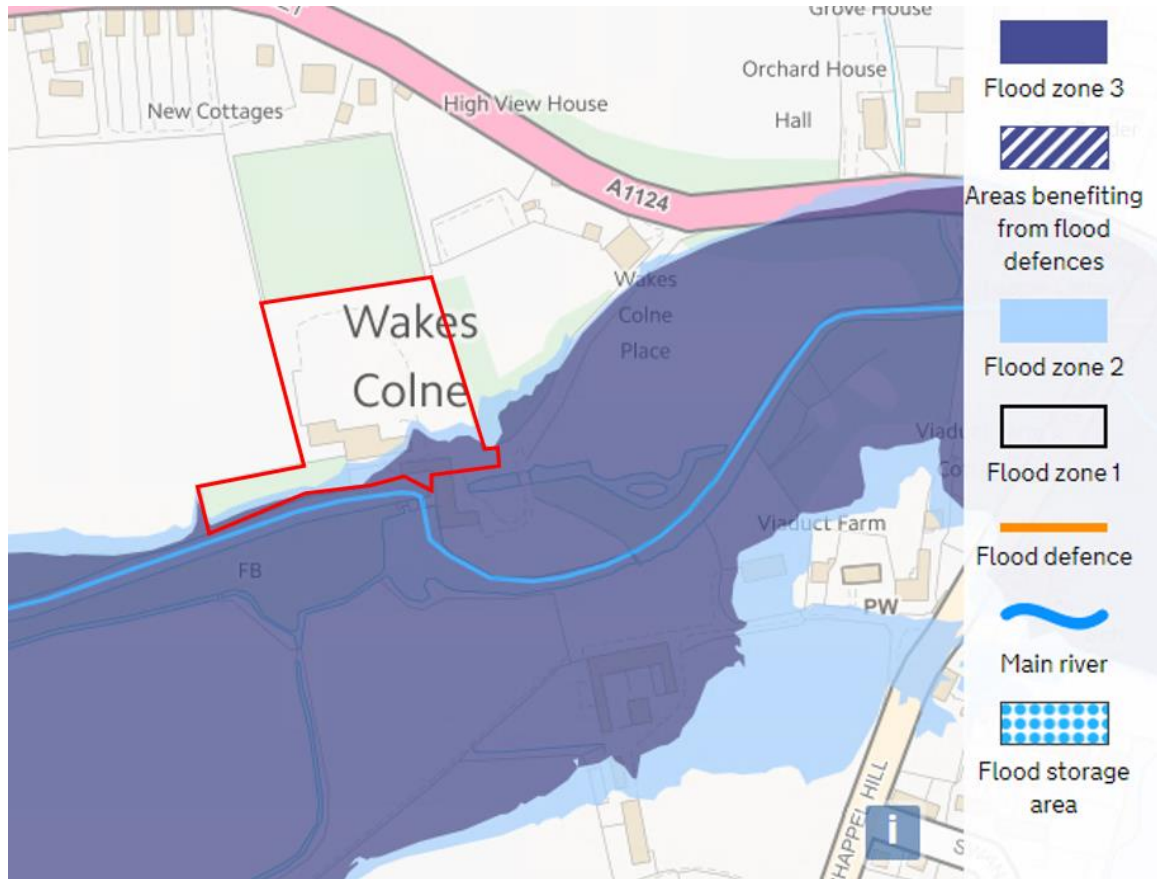 Grove House
Orchard House
Hall
New Cottages
High View House
A1124
Wakes
Colne
Wakes
Colne
Place
Viaduct Farm
FB
PW
CHAPPEL HILL
Flood zone 3
Areas benefiting
from flood
defences
Flood zone 2
Flood zone 1
Flood defence
Main river
Flood storage
area
i